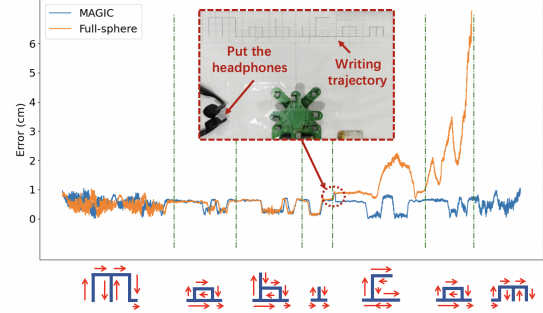 MAGIC
Full-sphere
Put the
headphones
Writing
trajectory
Error (cm)
6
5
4
3
2
1
0